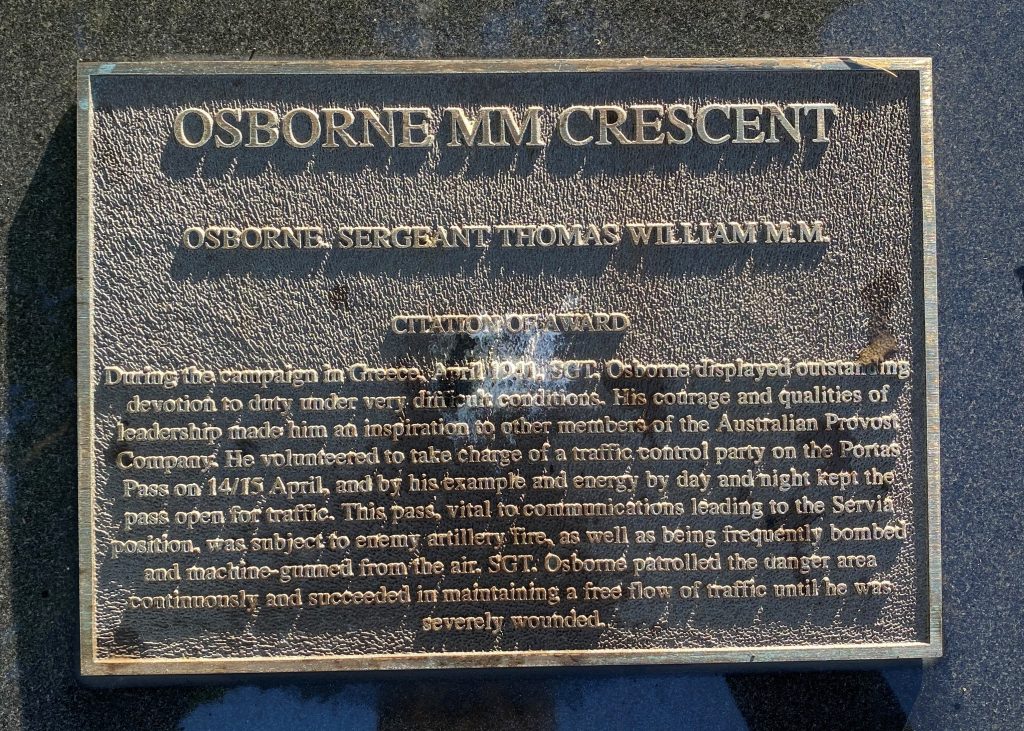 OSBORNE MM CRESCENT
OSBORNE, SERGEANT THOMAS WILLIAM M.M.
CITATION OF AWARD
During the campaign in Greece, April 1941, SGT. Osborne displayed outstanding
devotion to duty under very difficult conditions. His courage and qualities of
leadership made him an inspiration to other members of the Australian Provost
Company. He volunteered to take charge of a traffic control party on the Portas
Pass on 14/15 April, and by his example and energy by day and night kept the
pass open for traffic. This pass, vital to communications leading to the Servia
position, was subject to enemy artillery fire, as well as being frequently bombed
and machine-gunned from the air. SGT. Osborne patrolled the danger area
continuously and succeeded in maintaining a free flow of traffic until he was
severely wounded.